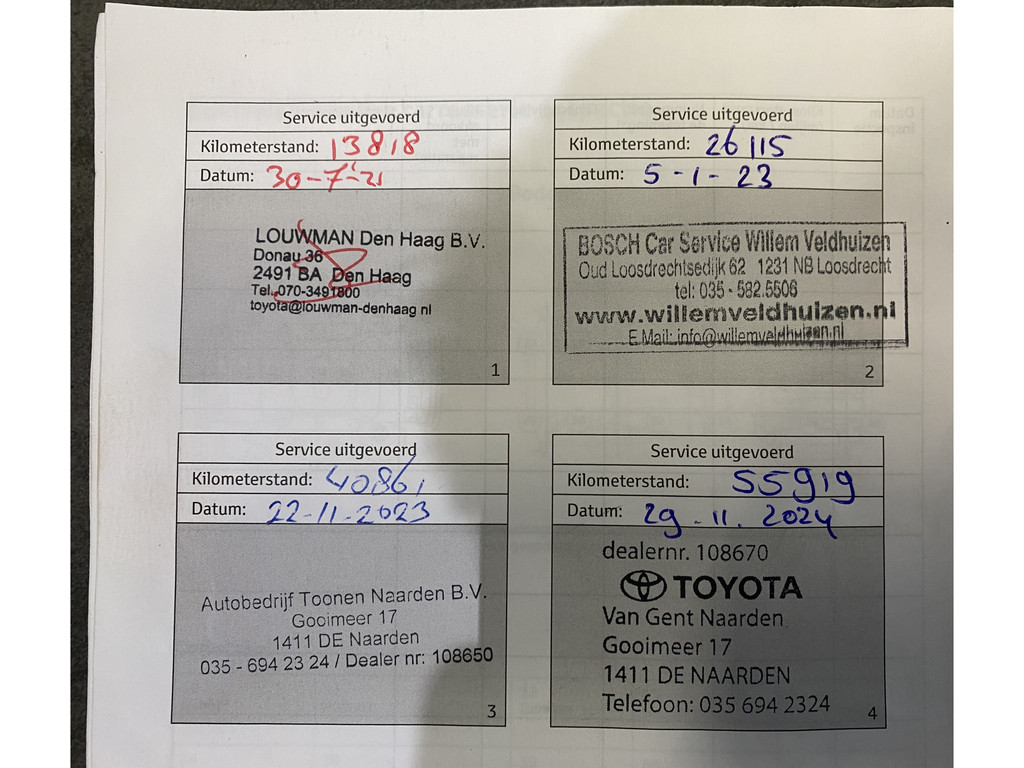 Service uitgevoerd
Kilometerstand: 13818
Datum: 30-7-'21
LOUWMAN Den Haag B.V.
Donau 36
2491 BA Den Haag
Tel. 070-3491800
toyota@louwman-denhaag nl
1
Service uitgevoerd
Kilometerstand: 26115
Datum: 5-1-23
BOSCH Car Service Willem Veldhuizen
Oud Loosdrechtsedijk 62 1231 NB Loosdrecht
tel: 035 - 582.5506
www.willemveldhuizen.nl
E.Mail: info@willemveldhuizen.nl
2
Service uitgevoerd
Kilometerstand: 40861
Datum: 22-11-2023
Autobedrijf Toonen Naarden B.V.
Gooimeer 17
1411 DE Naarden
035 - 694 23 24 / Dealer nr: 108650
3
Service uitgevoerd
Kilometerstand: 55919
Datum: 29-11.2024
dealernr. 108670
TOYOTA
Van Gent Naarden
Gooimeer 17
1411 DE NAARDEN
Telefoon: 035 694 2324
4